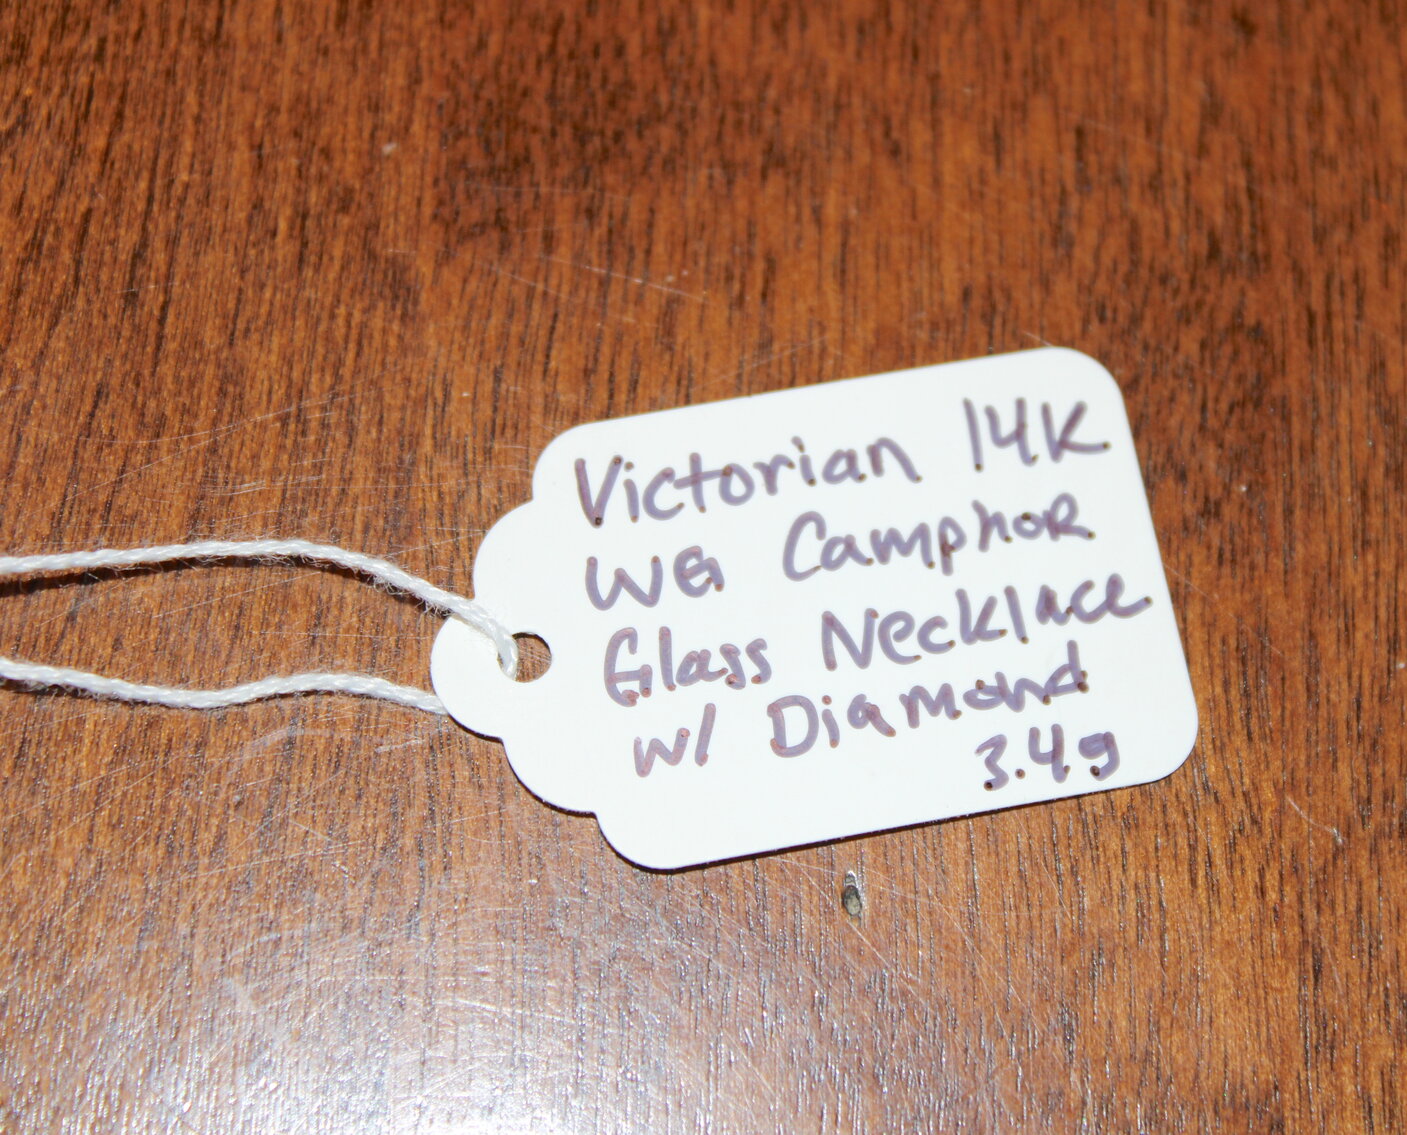 Victorian 14K
WG Camphor
Glass Necklace
w/ Diamond
3.4g